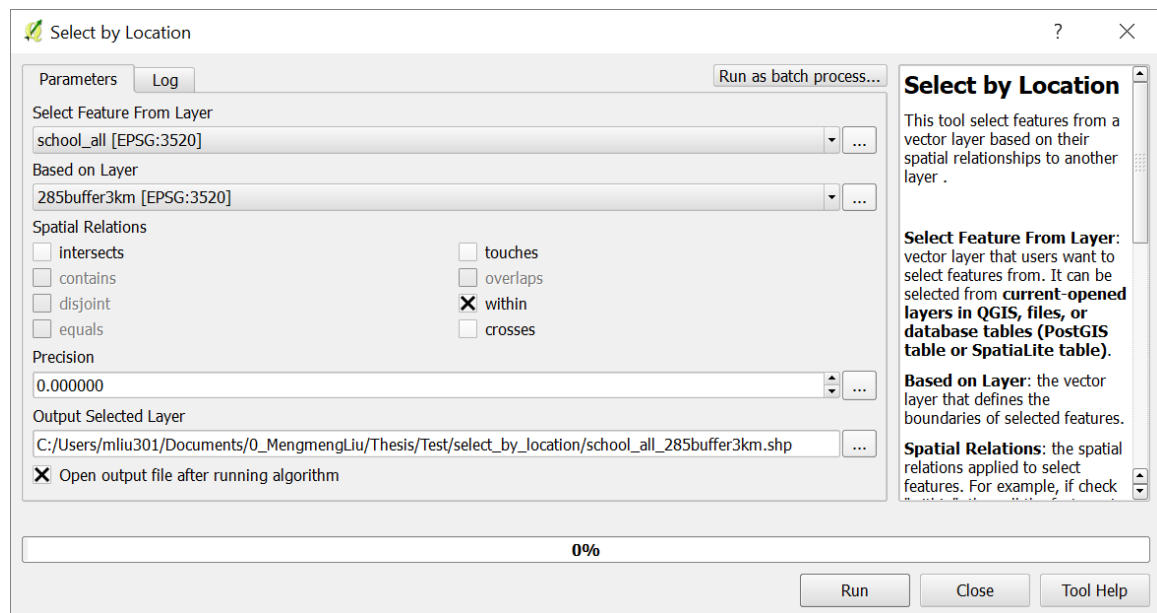 Select by Location
?
Parameters
Log
Run as batch process...
Select Feature From Layer
school_all [EPSG:3520]
...
Based on Layer
285buffer3km [EPSG:3520]
...
Spatial Relations
intersects
touches
contains
overlaps
disjoint
within
equals
crosses
Precision
0.000000
...
Output Selected Layer
C:/Users/mliu301/Documents/0_MengmengLiu/Thesis/Test/select_by_location/school_all_285buffer3km.shp
...
Open output file after running algorithm
Select by Location
This tool select features from a
vector layer based on their
spatial relationships to another
layer .
Select Feature From Layer:
vector layer that users want to
select features from. It can be
selected from current-opened
layers in QGIS, files, or
database tables (PostGIS
table or SpatiaLite table).
Based on Layer: the vector
layer that defines the
boundaries of selected features.
Spatial Relations: the spatial
relations applied to select
features. For example, if check
0%
Run
Close
Tool Help